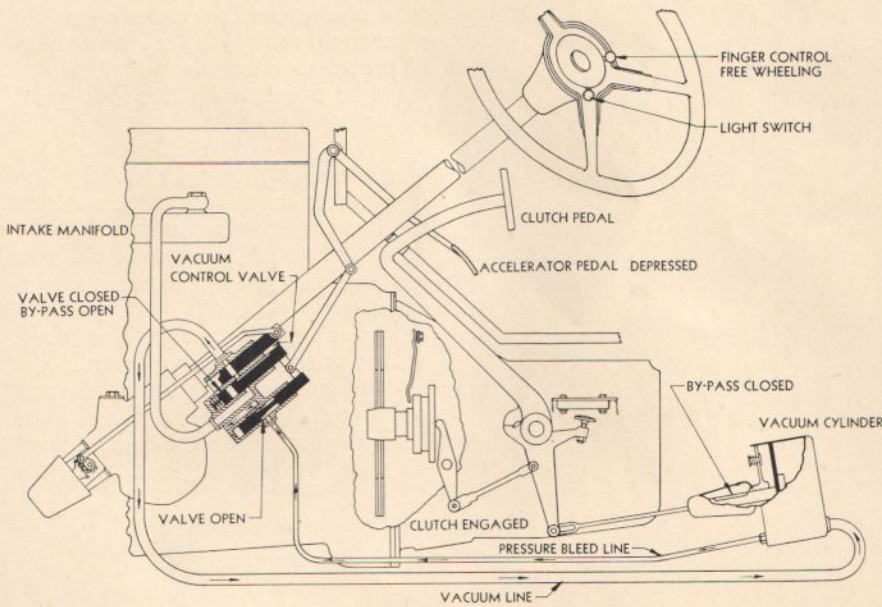 FINGER CONTROL
FREE WHEELING
LIGHT SWITCH
CLUTCH PEDAL
INTAKE MANIFOLD
VACUUM
CONTROL VALVE
ACCELERATOR PEDAL DEPRESSED
VALVE CLOSED
BY-PASS OPEN
BY-PASS CLOSED
VACUUM CYLINDER
VALVE OPEN
CLUTCH ENGAGED
PRESSURE BLEED LINE
VACUUM LINE